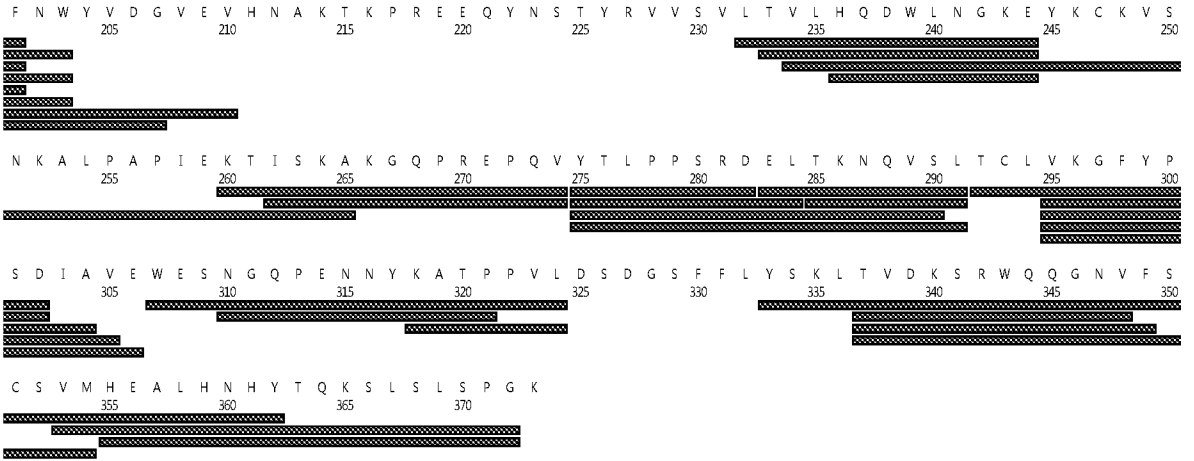 F N W Y V D G V E V H N A K T K P R E E Q Y N S T Y R V V S V L T V L H Q D W L N G K E Y K C K V S
205 210 215 220 225 230 235 240 245 250
N K A L P A P I E K T I S K A K G Q P R E P Q V Y T L P P S R D E L T K N Q V S L T C L V K G F Y P
255 260 265 270 275 280 285 290 295 300
S D I A V E W E S N G Q P E N N Y K A T P P V L D S D G S F F L Y S K L T V D K S R W Q Q G N V F S
305 310 315 320 325 330 335 340 345 350
C S V M H E A L H N H Y T Q K S L S L S P G K
355 360 365 370